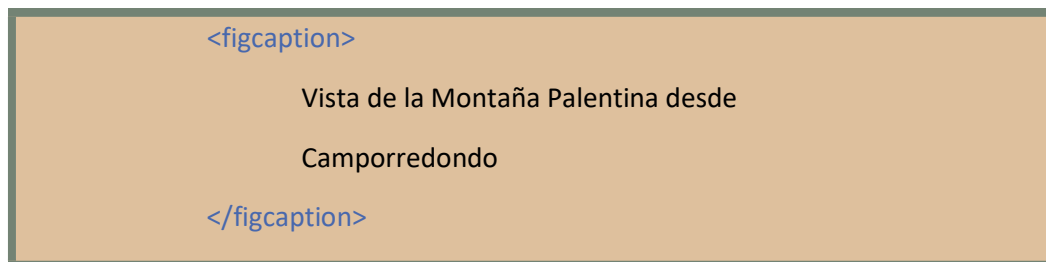 <figcaption>
Vista de la Montaña Palentina desde
Camporredondo
</figcaption>